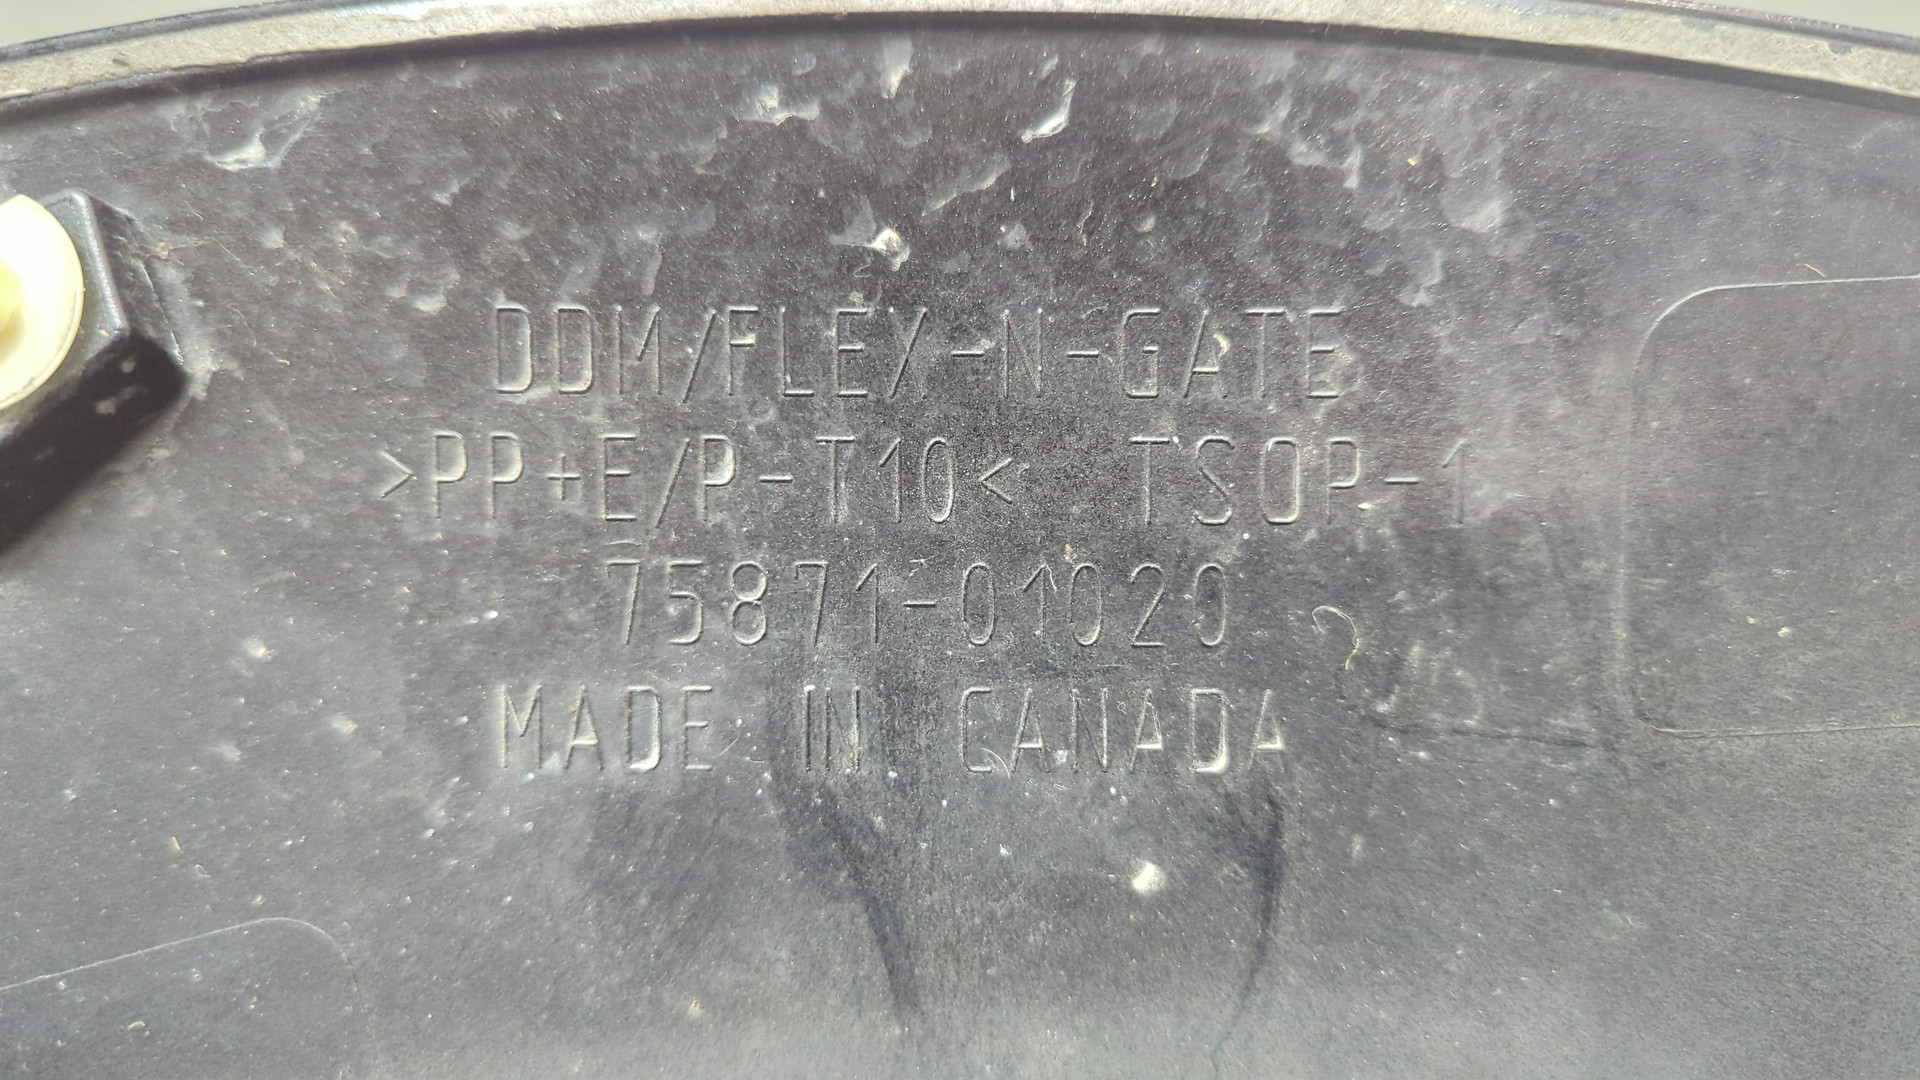 DDM/FLEX-N-GATE
>PP+E/P-T10< TSOP-1
75871-01020
MADE IN CANADA